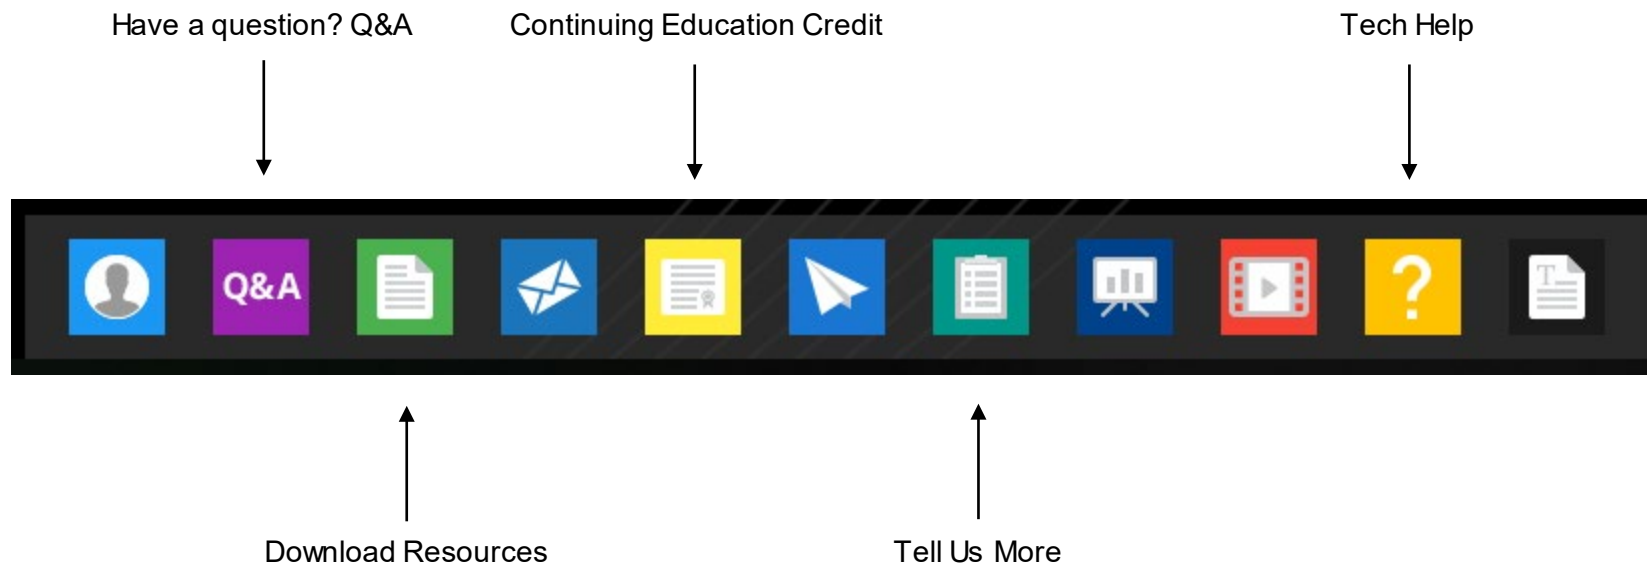 Have a question? Q&A
Continuing Education Credit
Tech Help
Q&A
?
T
Download Resources
Tell Us More